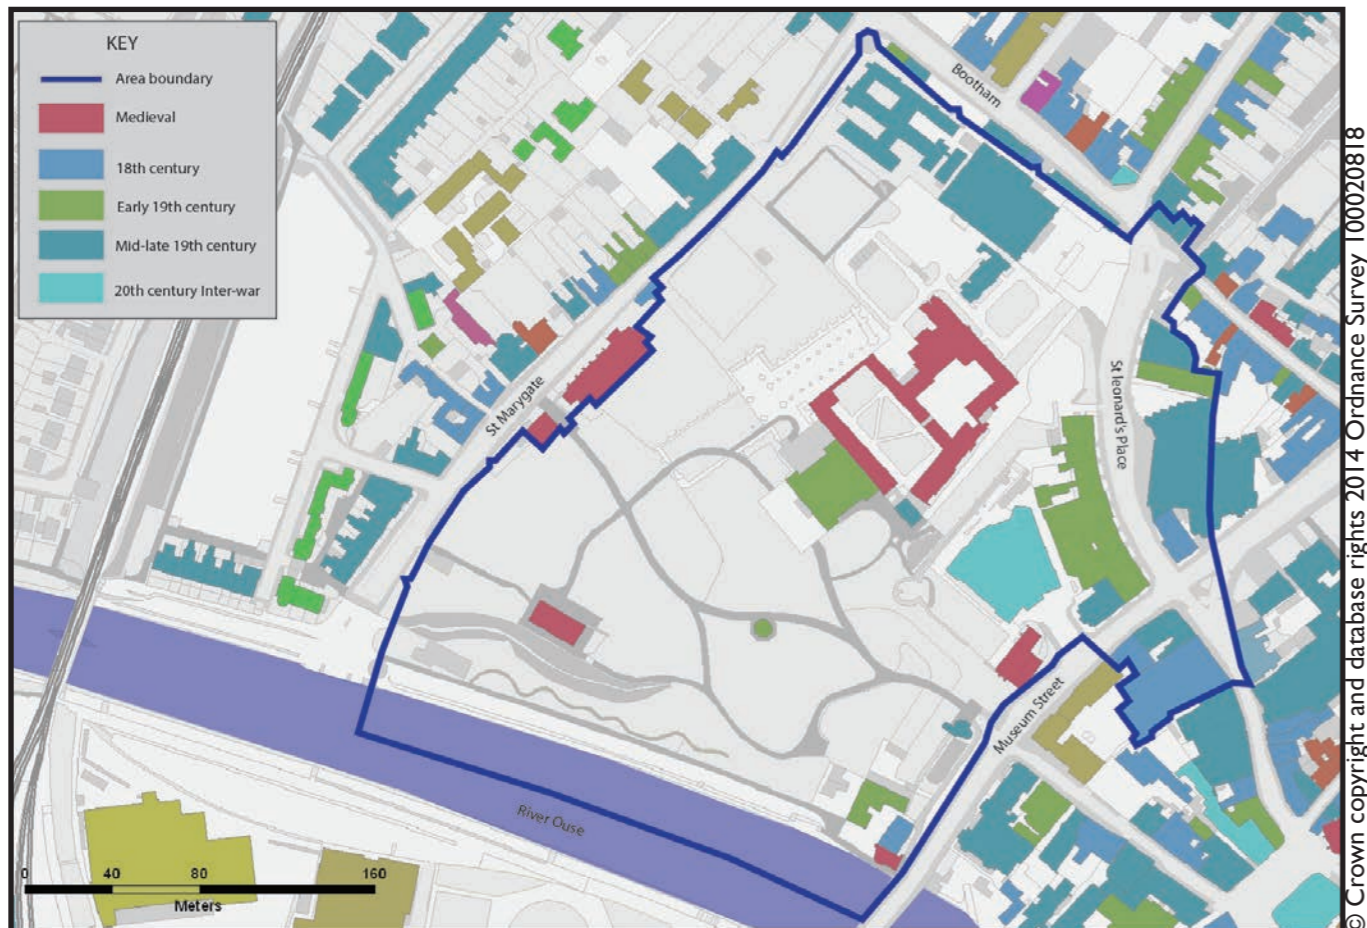 KEY
Area boundary
Medieval
18th century
Early 19th century
Mid-late 19th century
20th century Inter-war
Bootham
St Marygate
St leonard's Place
Museum Street
River Ouse
0 40 80 160
Meters
© Crown copyright and database rights 2014 Ordnance Survey 100020818